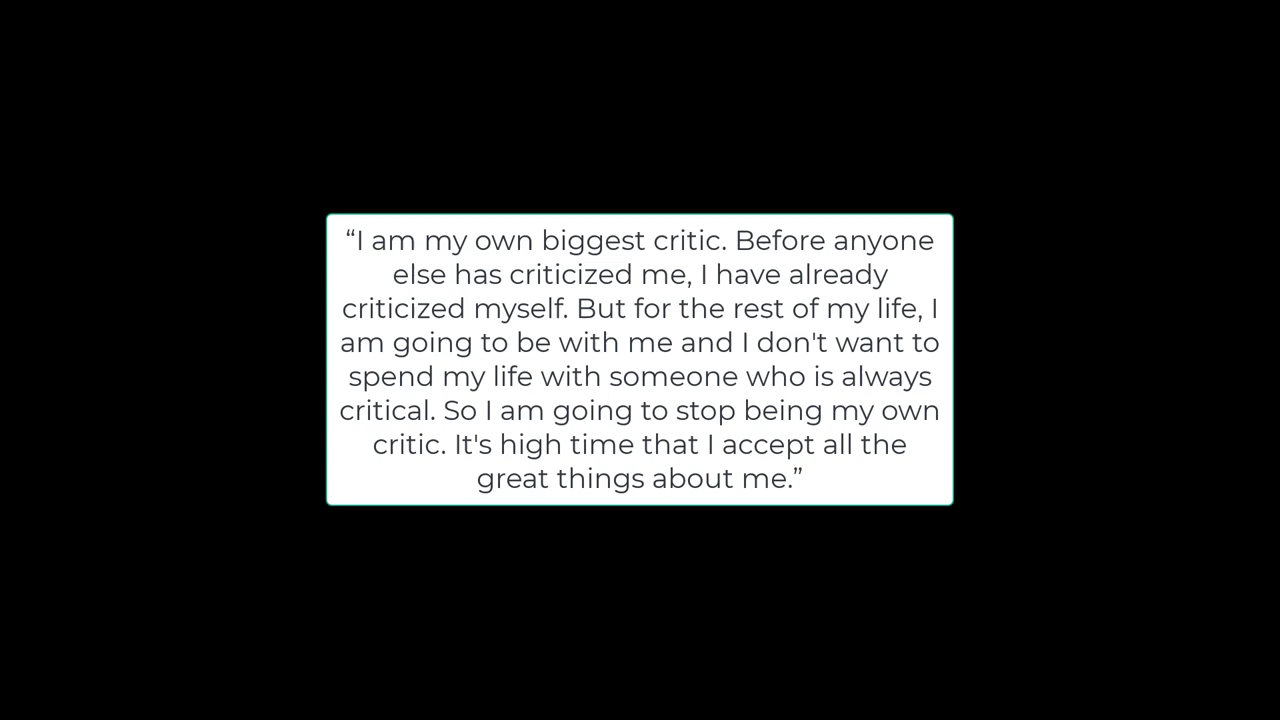 “I am my own biggest critic. Before anyone
else has criticized me, I have already
criticized myself. But for the rest of my life, I
am going to be with me and I don't want to
spend my life with someone who is always
critical. So I am going to stop being my own
critic. It's high time that I accept all the
great things about me.”